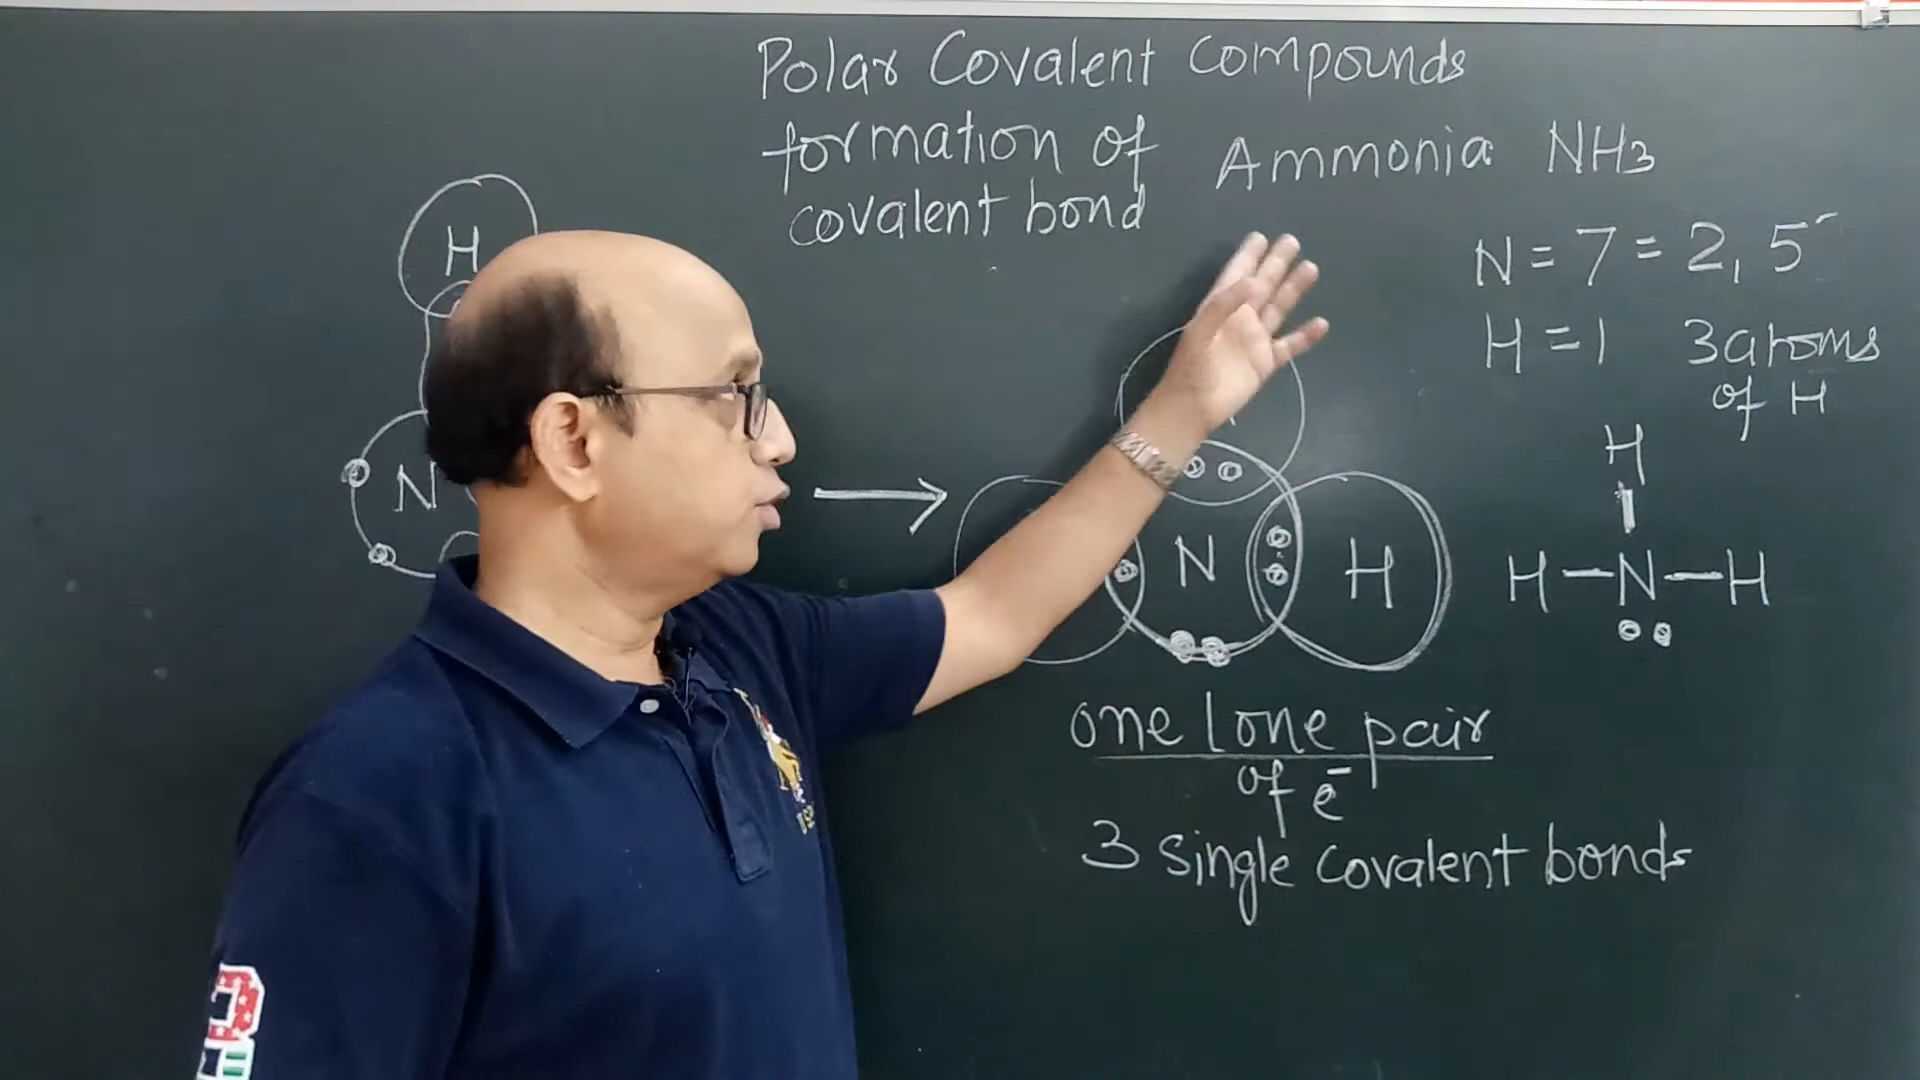 Polar Covalent Compounds
formation of Ammonia NH3
covalent bond
N = 7 = 2, 5
H = 1 3 atoms
of H
H
N
N
H
H
H-N-H
one lone pair
of e-
3 single covalent bonds